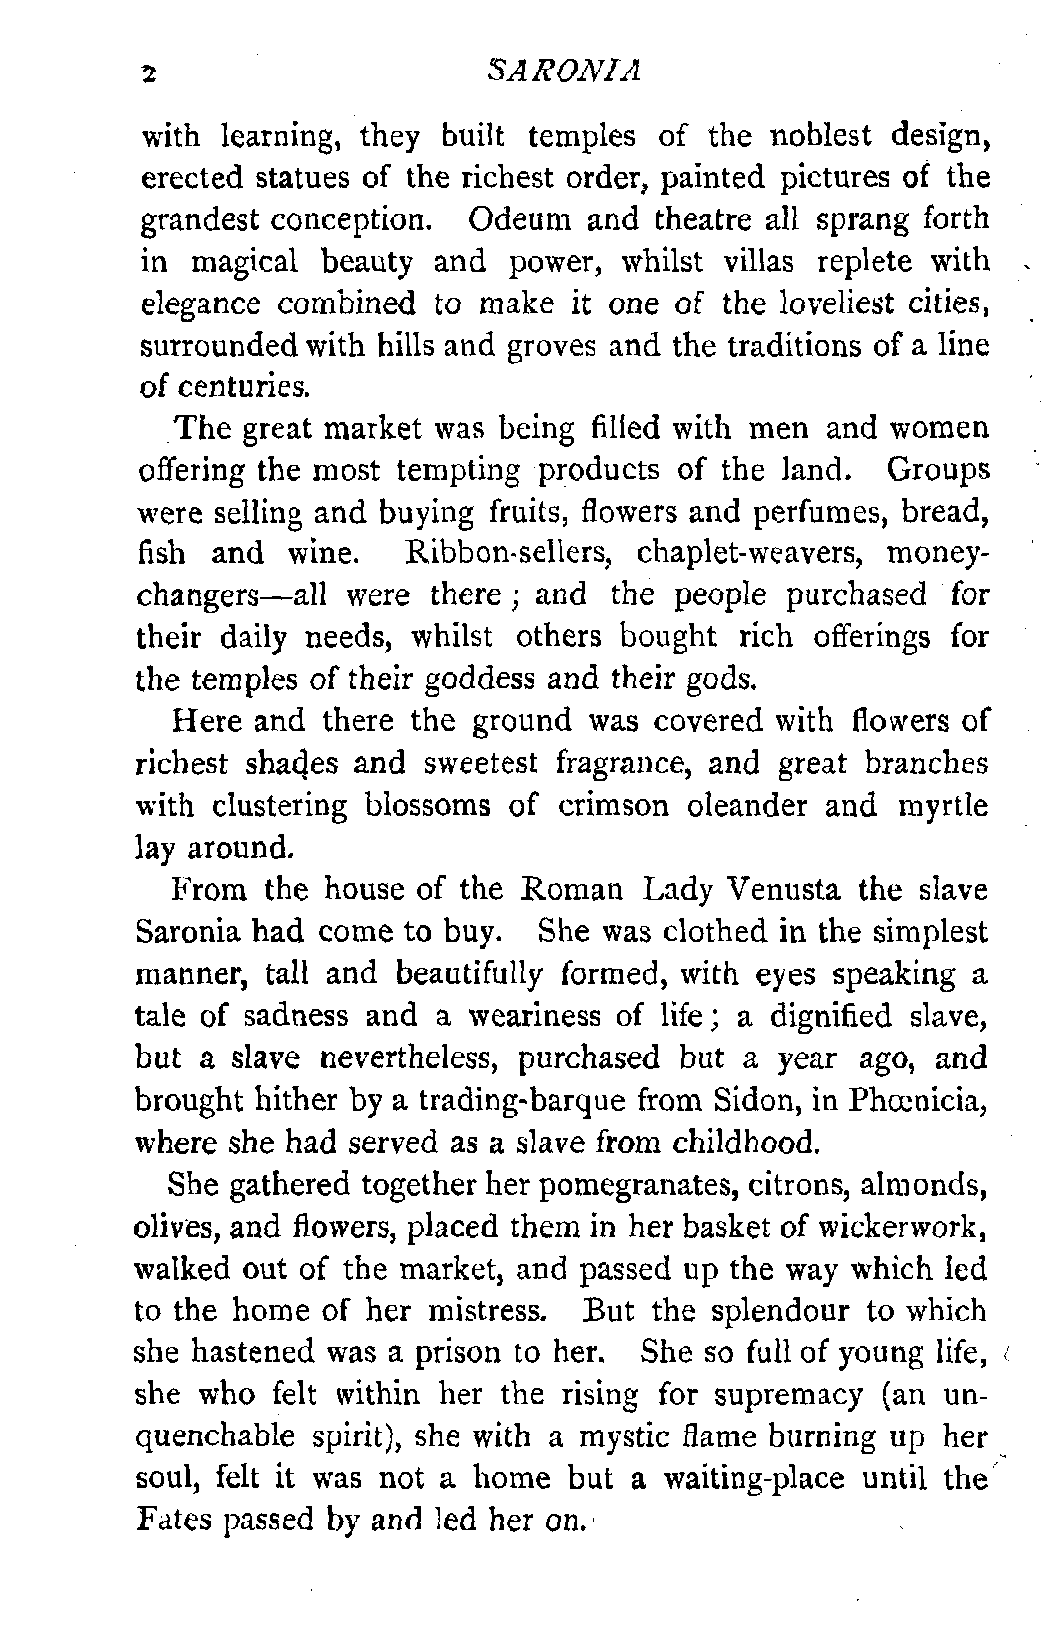 2 SARONIA
with learning, they built temples of the noblest design,
erected statues of the richest order, painted pictures of the
grandest conception. Odeum and theatre all sprang forth
in magical beauty and power, whilst villas replete with
elegance combined to make it one of the loveliest cities,
surrounded with hills and groves and the traditions of a line
of centuries.
The great market was being filled with men and women
offering the most tempting products of the land. Groups
were selling and buying fruits, flowers and perfumes, bread,
fish and wine. Ribbon-sellers, chaplet-weavers, money-
changers—all were there ; and the people purchased for
their daily needs, whilst others bought rich offerings for
the temples of their goddess and their gods.
Here and there the ground was covered with flowers of
richest shades and sweetest fragrance, and great branches
with clustering blossoms of crimson oleander and myrtle
lay around.
From the house of the Roman Lady Venusta the slave
Saronia had come to buy. She was clothed in the simplest
manner, tall and beautifully formed, with eyes speaking a
tale of sadness and a weariness of life ; a dignified slave,
but a slave nevertheless, purchased but a year ago, and
brought hither by a trading-barque from Sidon, in Phœnicia,
where she had served as a slave from childhood.
She gathered together her pomegranates, citrons, almonds,
olives, and flowers, placed them in her basket of wickerwork,
walked out of the market, and passed up the way which led
to the home of her mistress. But the splendour to which
she hastened was a prison to her. She so full of young life,
she who felt within her the rising for supremacy (an un-
quenchable spirit), she with a mystic flame burning up her
soul, felt it was not a home but a waiting-place until the
Fates passed by and led her on.